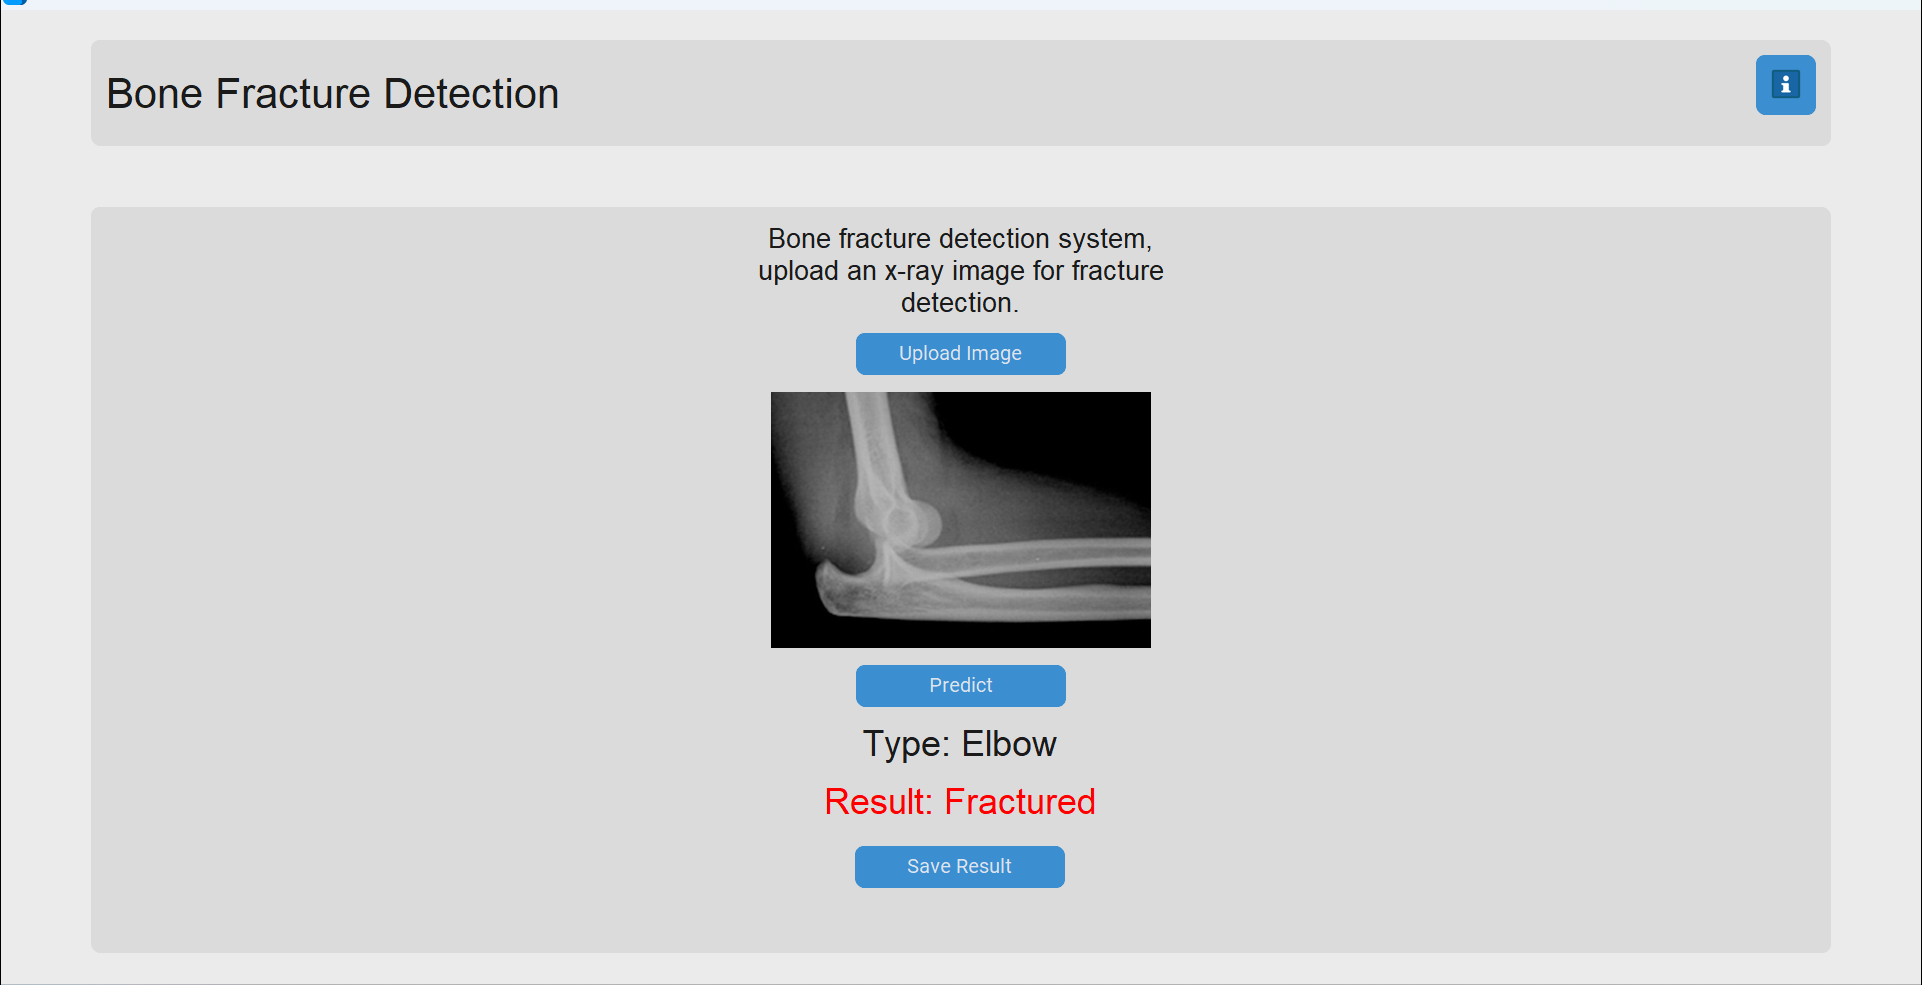 Bone Fracture Detection
Bone fracture detection system,
upload an x-ray image for fracture
detection.
Upload Image
Predict
Type: Elbow
Result: Fractured
Save Result